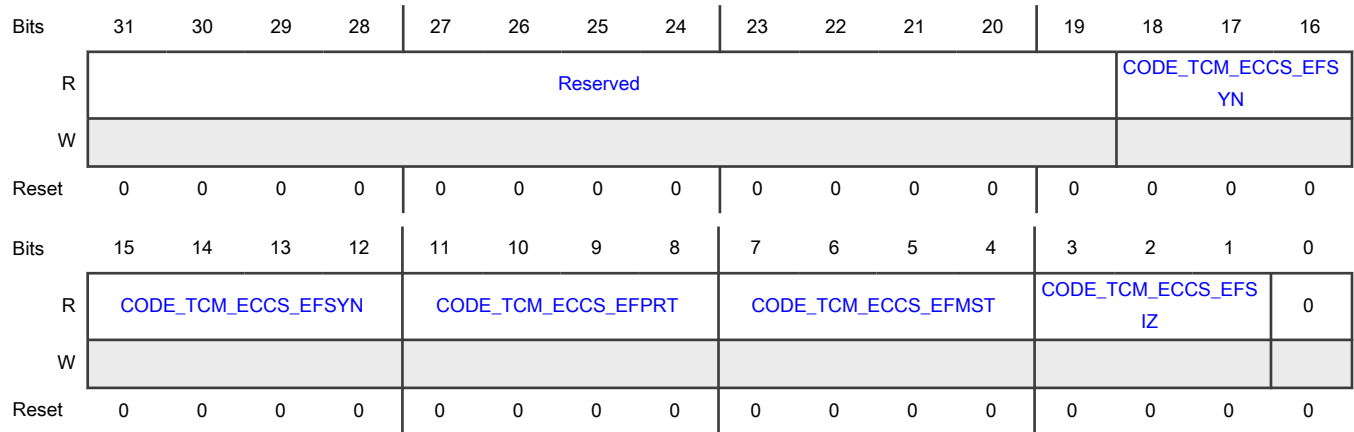 Bits 31 30 29 28 27 26 25 24 23 22 21 20 19 18 17 16
R Reserved CODE_TCM_ECCS_EFS
YN
W
Reset 0 0 0 0 0 0 0 0 0 0 0 0 0 0 0 0
Bits 15 14 13 12 11 10 9 8 7 6 5 4 3 2 1 0
R CODE_TCM_ECCS_EFSYN CODE_TCM_ECCS_EFPRT CODE_TCM_ECCS_EFMST CODE_TCM_ECCS_EFS
IZ 0
W
Reset 0 0 0 0 0 0 0 0 0 0 0 0 0 0 0 0